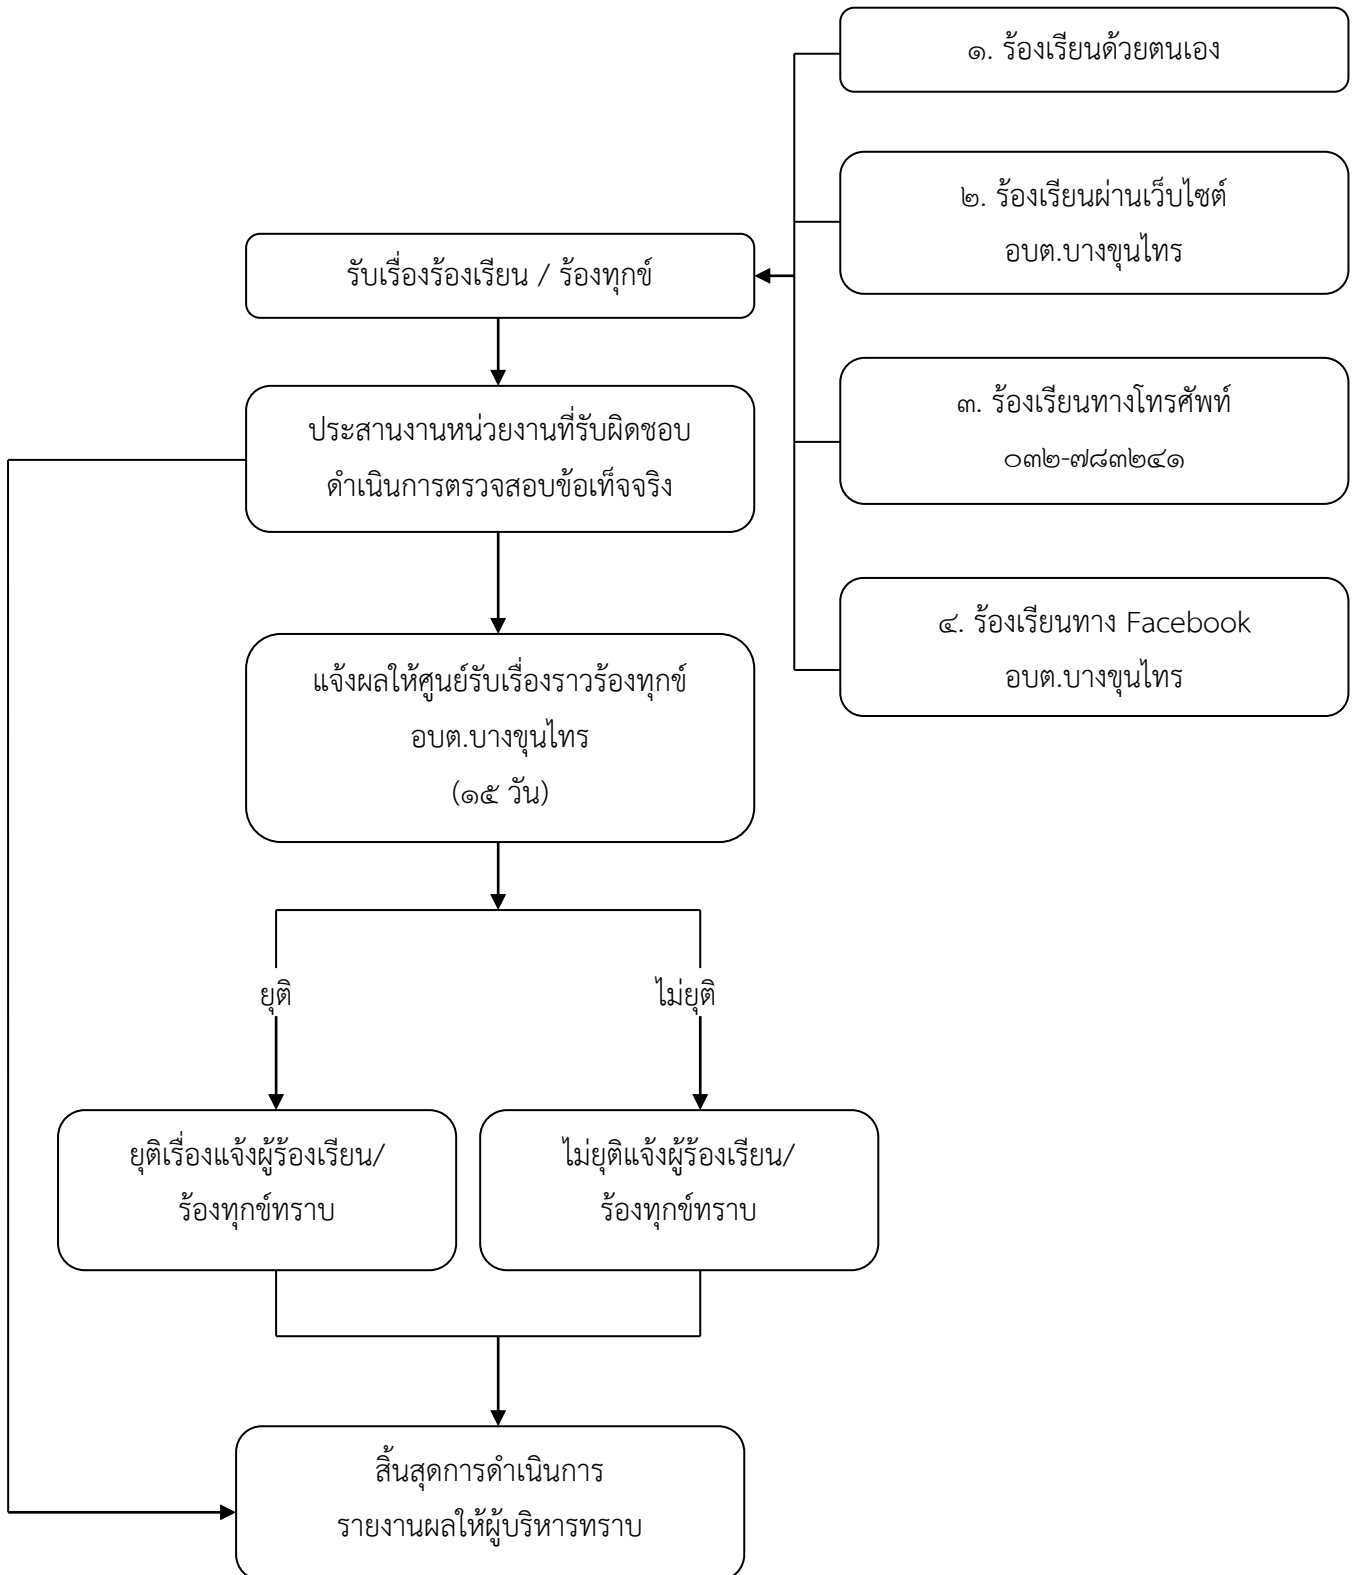 ๑. ร้องเรียนด้วยตนเอง
๒. ร้องเรียนผ่านเว็บไซต์
อบต.บางขุนไทร
รับเรื่องร้องเรียน / ร้องทุกข์
๓. ร้องเรียนทางโทรศัพท์
๐๓๒-๗๘๓๒๔๑
ประสานงานหน่วยงานที่รับผิดชอบ
ดำเนินการตรวจสอบข้อเท็จจริง
๔. ร้องเรียนทาง Facebook
อบต.บางขุนไทร
แจ้งผลให้ศูนย์รับเรื่องราวร้องทุกข์
อบต.บางขุนไทร
(๑๕ วัน)
ยุติ
ไม่ยุติ
ยุติเรื่องแจ้งผู้ร้องเรียน/
ร้องทุกข์ทราบ
ไม่ยุติแจ้งผู้ร้องเรียน/
ร้องทุกข์ทราบ
สิ้นสุดการดำเนินการ
รายงานผลให้ผู้บริหารทราบ